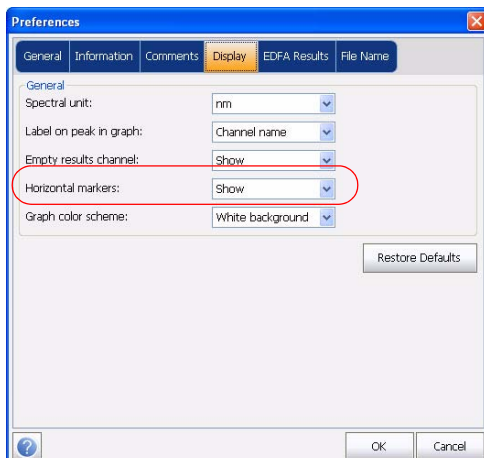 Preferences
General Information Comments Display EDFA Results File Name
General
Spectral unit: nm
Label on peak in graph: Channel name
Empty results channel: Show
Horizontal markers: Show
Graph color scheme: White background
Restore Defaults
? OK Cancel